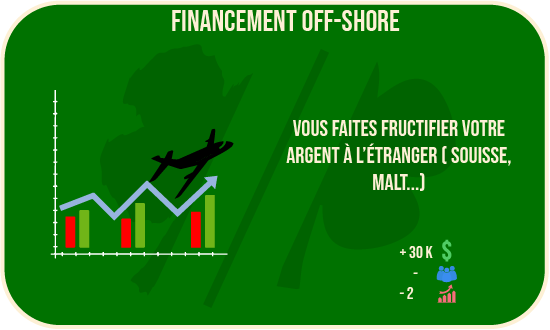 FINANCEMENT OFF-SHORE
VOUS FAITES FRUCTIFIER VOTRE
ARGENT À L'ÉTRANGER ( SOUISSE,
MALT...)
+ 30 K $
-
- 2